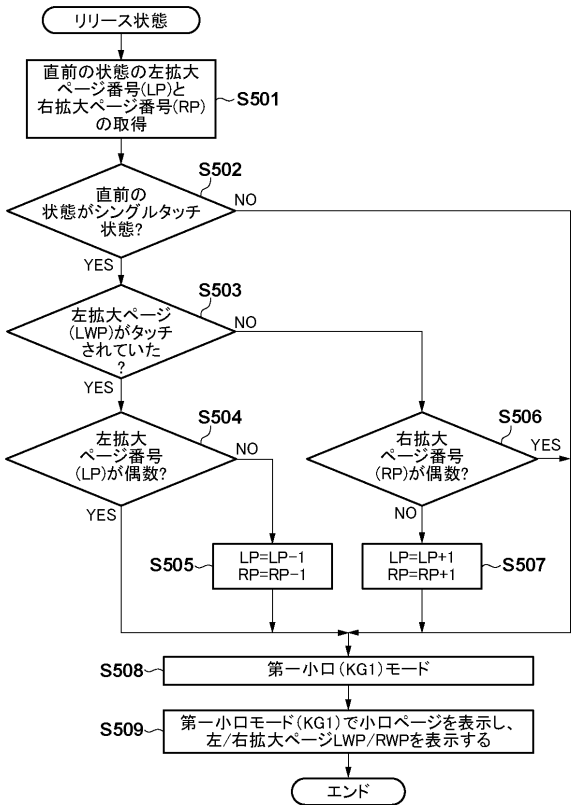 リリース状態
直前の状態の左拡大
ページ番号(LP)と
右拡大ページ番号(RP)
の取得
S501
直前の
状態がシングルタッチ
状態?
S502
NO
YES
左拡大ページ
(LWP)がタッチ
されていた
?
S503
NO
YES
左拡大
ページ番号
(LP)が偶数?
S504
NO
YES
右拡大
ページ番号
(RP)が偶数?
S506
YES
NO
S505
LP=LP-1
RP=RP-1
LP=LP+1
RP=RP+1
S507
S508
第一小口(KG1)モード
S509
第一小口モード(KG1)で小口ページを表示し、
左/右拡大ページLWP/RWPを表示する
エンド